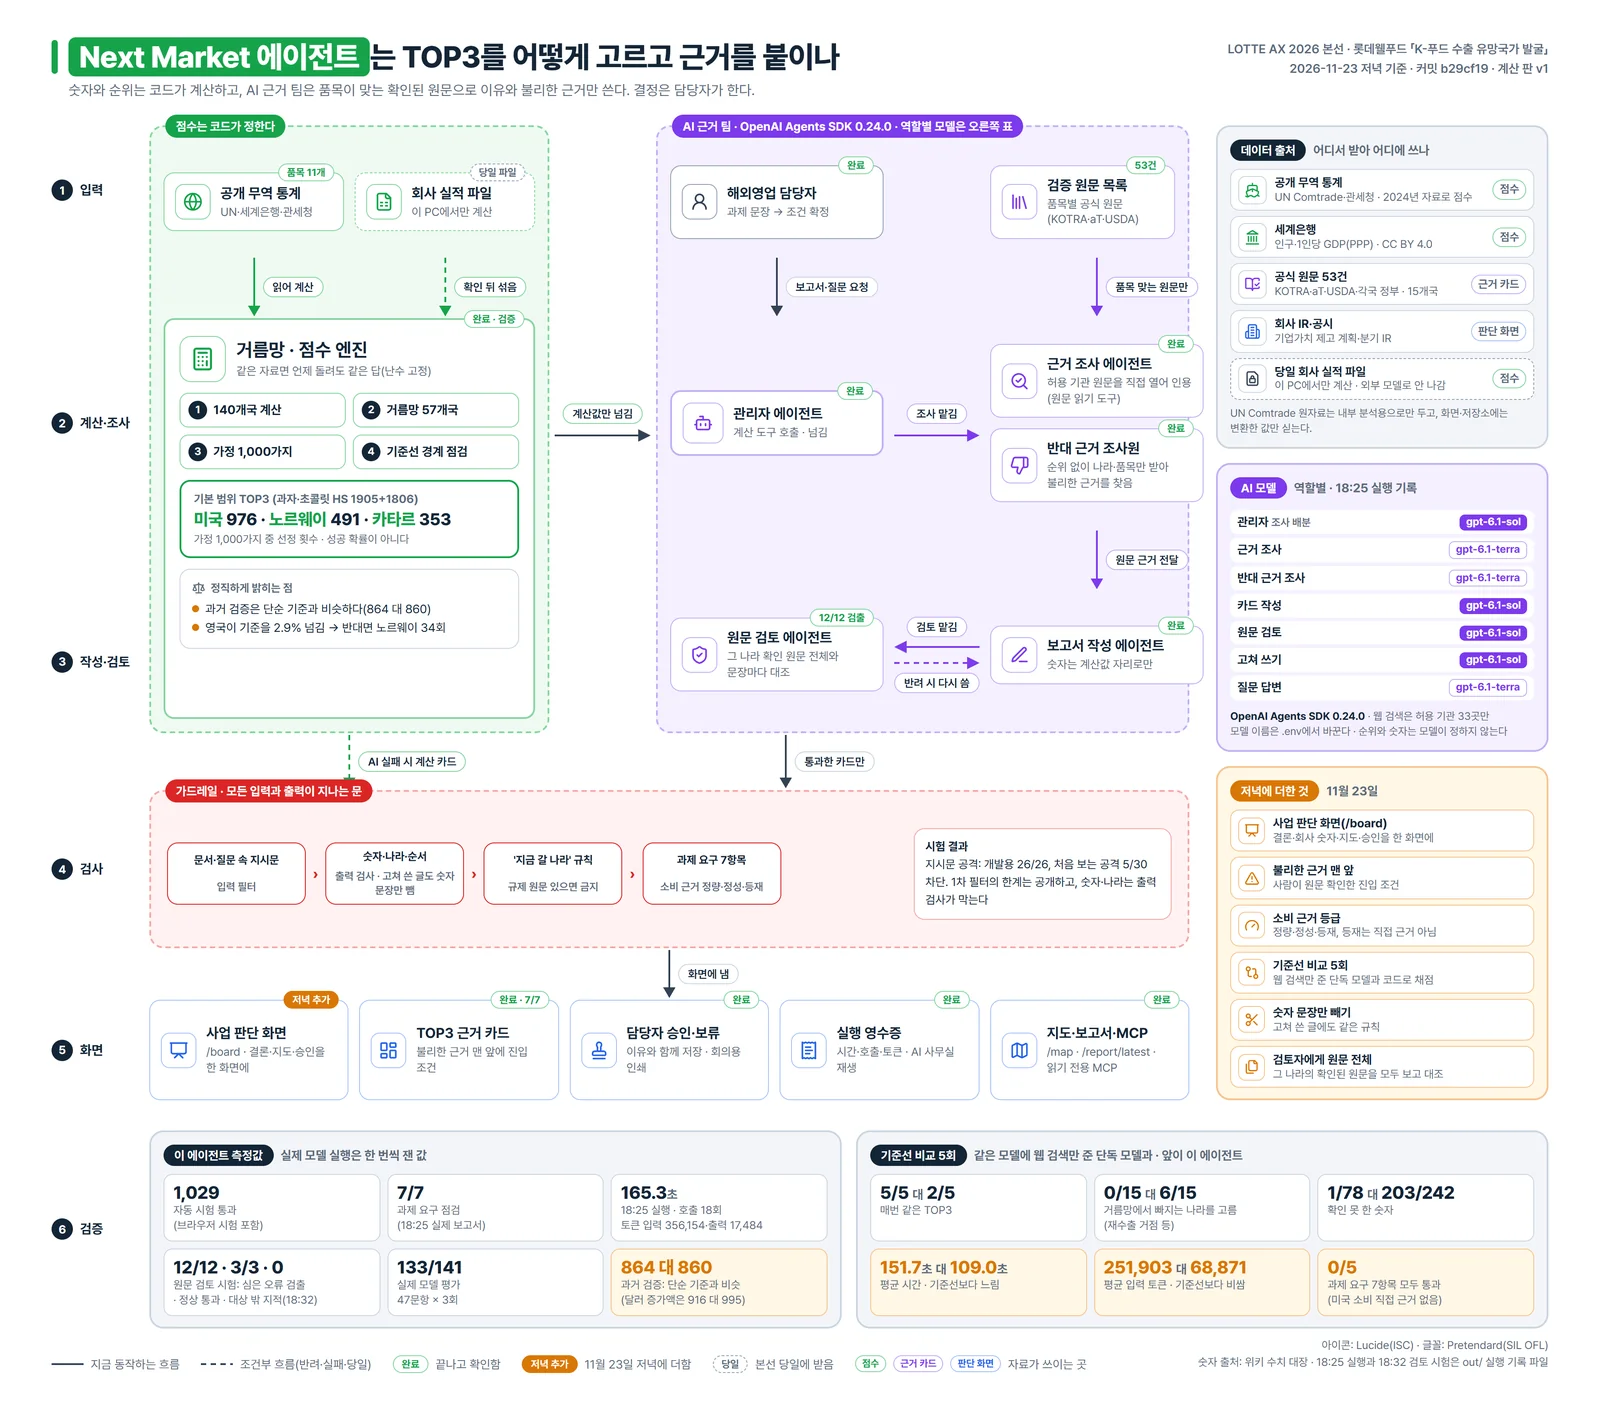 Next Market 에이전트는 TOP3를 어떻게 고르고 근거를 붙이나
숫자와 순위는 코드가 계산하고, AI 근거 팀은 품목이 맞는 확인된 원문으로 이유와 불리한 근거만 쓴다. 결정은 담당자가 한다.
LOTTE AX 2026 본선 · 롯데웰푸드 「K-푸드 수출 유망국가 발굴」
2026-11-23 저녁 기준 · 커밋 b29cf19 · 계산 판 v1
1 입력
점수는 코드가 정한다
품목 11개
공개 무역 통계
UN·세계은행·관세청
당일 파일
회사 실적 파일
이 PC에서만 계산
읽어 계산
확인 뒤 섞음
2 계산·조사
완료 · 검증
거름망 · 점수 엔진
같은 자료면 언제 돌려도 같은 답(난수 고정)
1 140개국 계산
2 거름망 57개국
3 가정 1,000가지
4 기준선 경계 점검
기본 범위 TOP3 (과자·초콜릿 HS 1905+1806)
미국 976 · 노르웨이 491 · 카타르 353
가정 1,000가지 중 선정 횟수 · 성공 확률이 아니다
정직하게 밝히는 점
과거 검증은 단순 기준과 비슷하다(864 대 860)
영국이 기준을 2.9% 넘김 → 반대면 노르웨이 34회
3 작성·검토
계산값만 넘김
AI 실패 시 계산 카드
AI 근거 팀 · OpenAI Agents SDK 0.24.0 · 역할별 모델은 오른쪽 표
완료
해외영업 담당자
과제 문장 → 조건 확정
53건
검증 원문 목록
품목별 공식 원문
(KOTRA·aT·USDA)
보고서·질문 요청
품목 맞는 원문만
완료
관리자 에이전트
계산 도구 호출 · 넘김
조사 맡김
완료
근거 조사 에이전트
허용 기관 원문을 직접 열어 인용
(원문 읽기 도구)
완료
반대 근거 조사원
순위 없이 나라·품목만 받아
불리한 근거를 찾음
원문 근거 전달
12/12 검출
원문 검토 에이전트
그 나라 확인 원문 전체와
문장마다 대조
검토 맡김
반려 시 다시 씀
완료
보고서 작성 에이전트
숫자는 계산값 자리로만
통과한 카드만
데이터 출처 어디서 받아 어디에 쓰나
공개 무역 통계
UN Comtrade·관세청 · 2024년 자료로 점수
점수
세계은행
인구·1인당 GDP(PPP) · CC BY 4.0
점수
공식 원문 53건
KOTRA·aT·USDA·각국 정부 · 15개국
근거 카드
회사 IR·공시
기업가치 제고 계획·분기 IR
판단 화면
당일 회사 실적 파일
이 PC에서만 계산 · 외부 모델로 안 나감
점수
UN Comtrade 원자료는 내부 분석용으로만 두고, 화면·저장소에는
변환한 값만 싣는다.
AI 모델 역할별 · 18:25 실행 기록
관리자 조사 배분 gpt-6.1-sol
근거 조사 gpt-6.1-terra
반대 근거 조사 gpt-6.1-terra
카드 작성 gpt-6.1-sol
원문 검토 gpt-6.1-sol
고쳐 쓰기 gpt-6.1-sol
질문 답변 gpt-6.1-terra
OpenAI Agents SDK 0.24.0 · 웹 검색은 허용 기관 33곳만
모델 이름은 .env에서 바꾼다 · 순위와 숫자는 모델이 정하지 않는다
저녁에 더한 것 11월 23일
사업 판단 화면(/board)
결론·회사 숫자·지도·승인을 한 화면에
불리한 근거 맨 앞
사람이 원문 확인한 진입 조건
소비 근거 등급
정량·정성·등재, 등재는 직접 근거 아님
기준선 비교 5회
웹 검색만 준 단독 모델과 코드로 채점
숫자 문장만 빼기
고쳐 쓴 글에도 같은 규칙
검토자에게 원문 전체
그 나라의 확인된 원문을 모두 보고 대조
4 검사
가드레일 · 모든 입력과 출력이 지나는 문
문서·질문 속 지시문
입력 필터
›
숫자·나라·순서
출력 검사 · 고쳐 쓴 글도 숫자
문장만 뺌
›
'지금 갈 나라' 규칙
규제 원문 있으면 금지
›
과제 요구 7항목
소비 근거 정량·정성·등재
시험 결과
지시문 공격: 개발용 26/26, 처음 보는 공격 5/30
차단. 1차 필터의 한계는 공개하고, 숫자·나라는 출력
검사가 막는다
화면에 냄
5 화면
저녁 추가
사업 판단 화면
/board · 결론·지도·승인을
한 화면에
완료 · 7/7
TOP3 근거 카드
불리한 근거 맨 앞에 진입
조건
완료
담당자 승인·보류
이유와 함께 저장 · 회의용
인쇄
완료
실행 영수증
시간·호출·토큰 · AI 사무실
재생
완료
지도·보고서·MCP
/map · /report/latest ·
읽기 전용 MCP
6 검증
이 에이전트 측정값 실제 모델 실행은 한 번씩 잰 값
1,029
자동 시험 통과
(브라우저 시험 포함)
7/7
과제 요구 점검
(18:25 실제 보고서)
165.3초
18:25 실행 · 호출 18회
토큰 입력 356,154·출력 17,484
12/12 · 3/3 · 0
원문 검토 시험: 심은 오류 검출
· 정상 통과 · 대상 밖 지적(18:32)
133/141
실제 모델 평가
47문항 × 3회
864 대 860
과거 검증: 단순 기준과 비슷
(달러 증가액은 916 대 995)
기준선 비교 5회 같은 모델에 웹 검색만 준 단독 모델과 · 앞이 이 에이전트
5/5 대 2/5
매번 같은 TOP3
0/15 대 6/15
거름망에서 빠지는 나라를 고름
(재수출 거점 등)
1/78 대 203/242
확인 못 한 숫자
151.7초 대 109.0초
평균 시간 · 기준선보다 느림
251,903 대 68,871
평균 입력 토큰 · 기준선보다 비쌈
0/5
과제 요구 7항목 모두 통과
(미국 소비 직접 근거 없음)
지금 동작하는 흐름
조건부 흐름(반려·실패·당일)
완료 끝나고 확인함
저녁 추가 11월 23일 저녁에 더함
당일 본선 당일에 받음
점수 근거 카드 판단 화면 자료가 쓰이는 곳
아이콘: Lucide(ISC) · 글꼴: Pretendard(SIL OFL)
숫자 출처: 위키 수치 대장 · 18:25 실행과 18:32 검토 시험은 out/ 실행 기록 파일